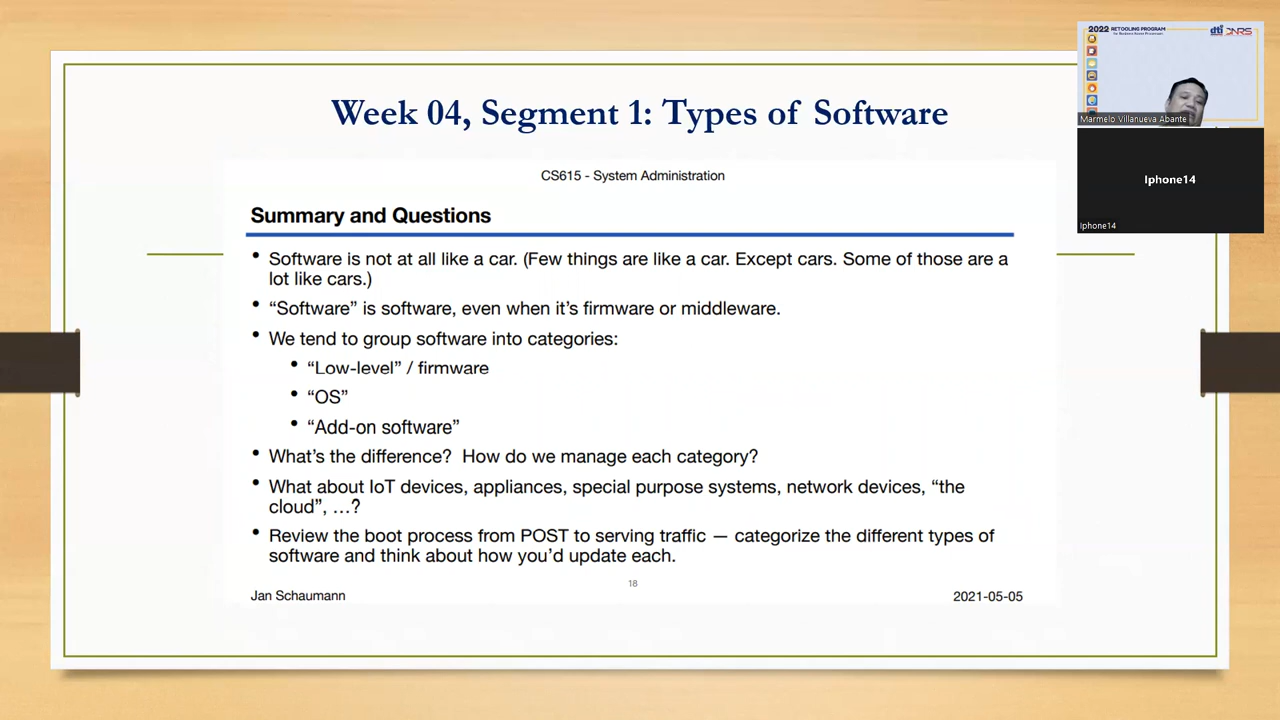 Week 04, Segment 1: Types of Software
CS615 - System Administration
Summary and Questions
• Software is not at all like a car. (Few things are like a car. Except cars. Some of those are a
lot like cars.)
• “Software” is software, even when it’s firmware or middleware.
• We tend to group software into categories:
• “Low-level” / firmware
• “OS”
• “Add-on software”
• What’s the difference?  How do we manage each category?
• What about IoT devices, appliances, special purpose systems, network devices, “the
cloud”, …?
• Review the boot process from POST to serving traffic — categorize the different types of
software and think about how you’d update each.
18
Jan Schaumann
2021-05-05
2022 RETOOLING PROGRAM
dti
Marmelo Villanueva Abante
Iphone14
Iphone14